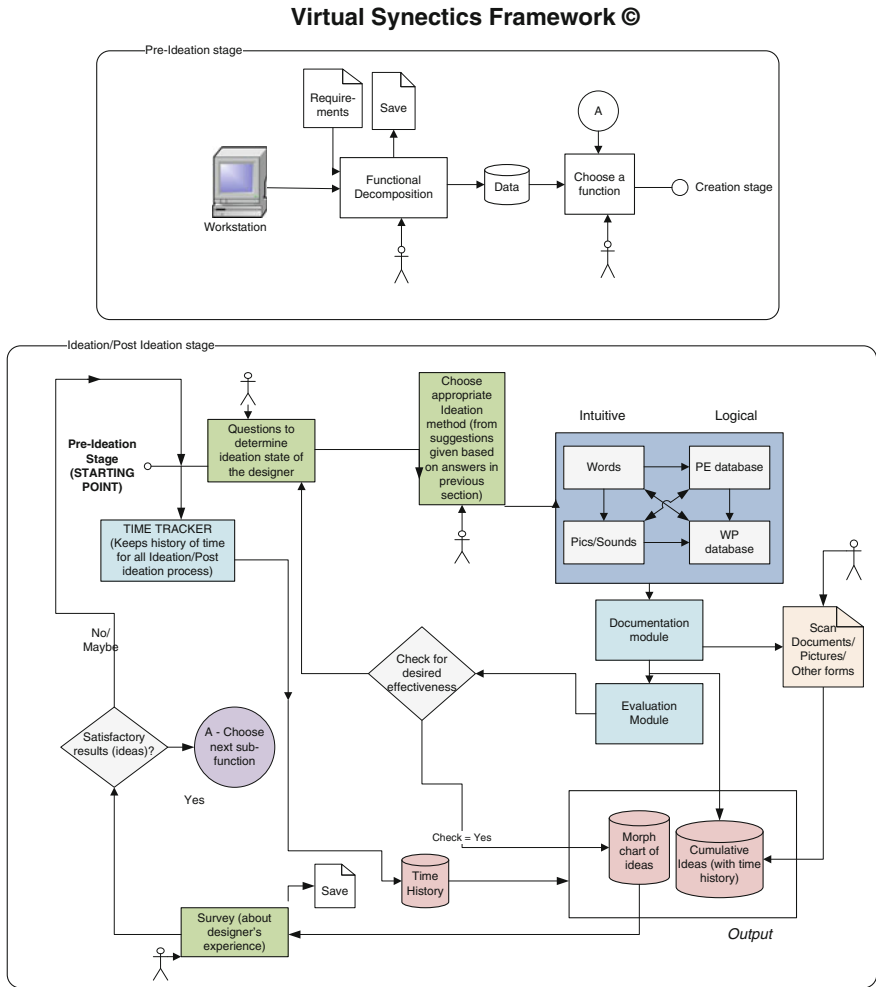 Virtual Synectics Framework ©
Pre-Ideation stage
Require-
ments
Save
A
Workstation
Functional
Decomposition
Data
Choose a
function
Creation stage
Ideation/Post Ideation stage
Pre-Ideation
Stage
(STARTING
POINT)
Questions to
determine
ideation state of
the designer
Choose
appropriate
Ideation
method (from
suggestions
given based
on answers in
previous
section)
Intuitive
Logical
Words
PE database
Pics/Sounds
WP
database
TIME TRACKER
(Keeps history of time
for all Ideation/Post
ideation process)
Documentation
module
Scan
Documents/
Pictures/
Other forms
No/
Maybe
Check for
desired
effectiveness
Evaluation
Module
Satisfactory
results (ideas)?
A - Choose
next sub-
function
Yes
Check = Yes
Morph
chart of
ideas
Cumulative
Ideas (with time
history)
Time
History
Save
Survey (about
designer's
experience)
Output